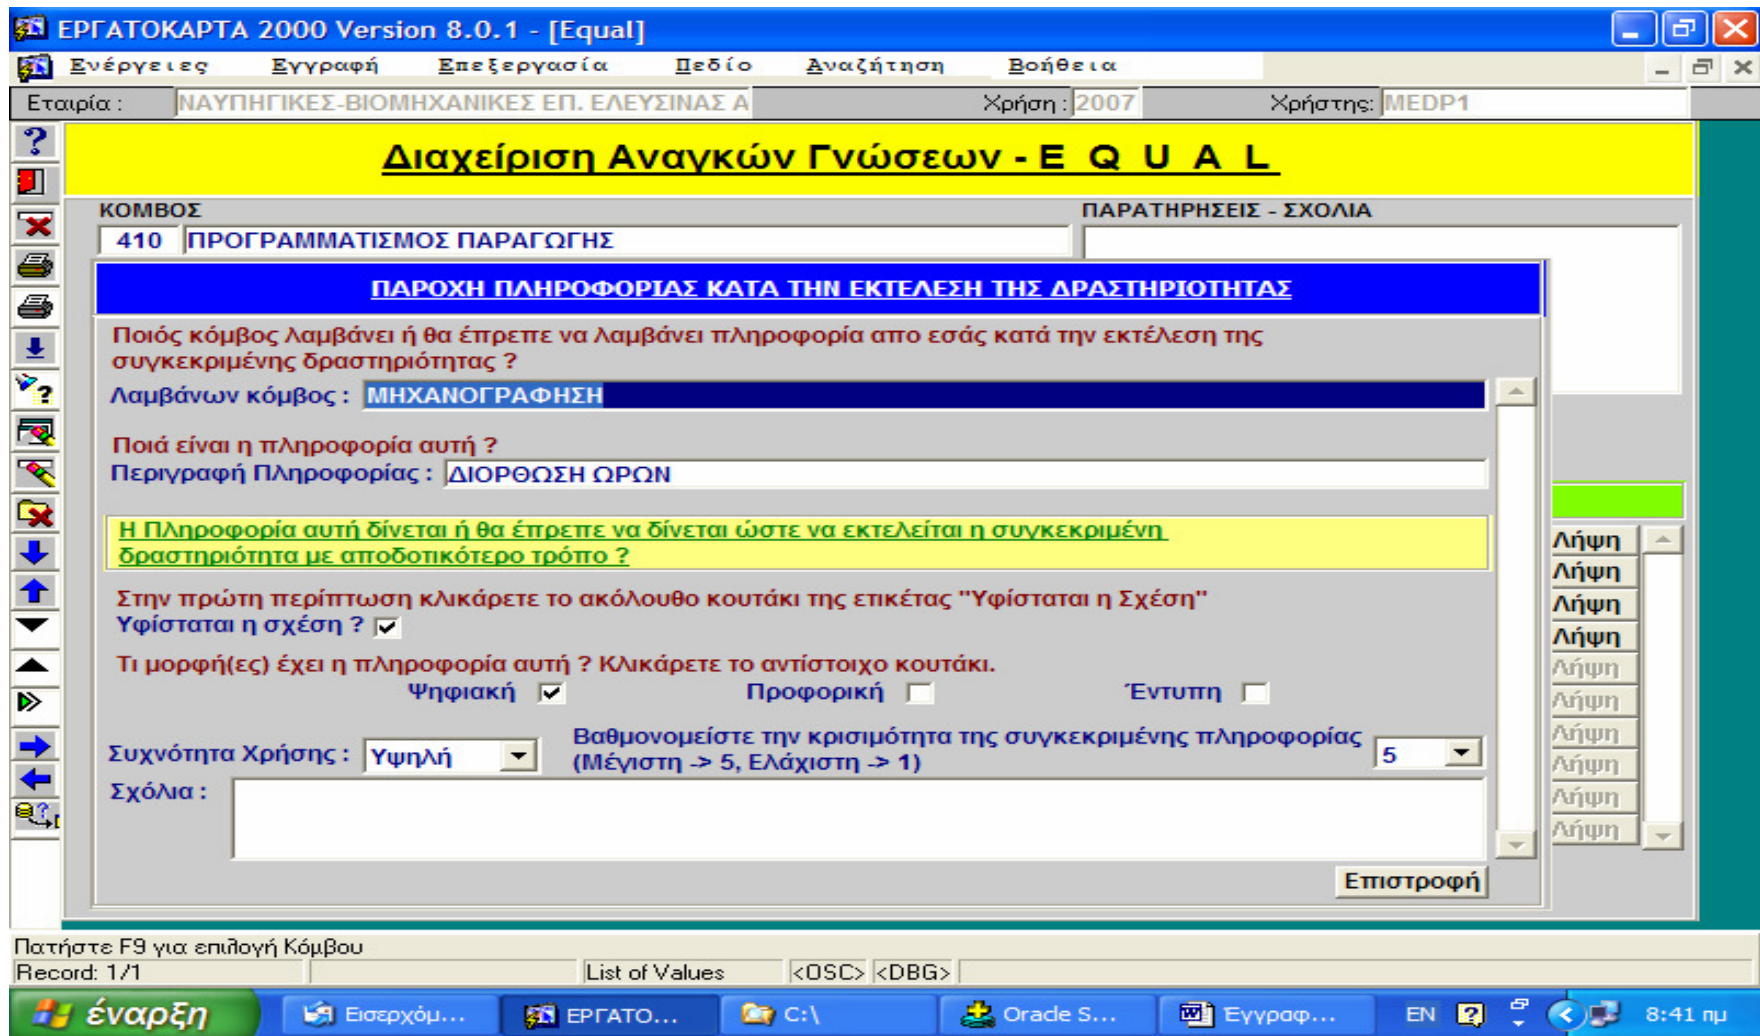 ΕΡΓΑΤΟΚΑΡΤΑ 2000 Version 8.0.1 - [Equal]
Ενέργειες Εγγραφή Επεξεργασία Πεδίο Αναζήτηση Βοήθεια
Εταιρία : ΝΑΥΠΗΓΙΚΕΣ-ΒΙΟΜΗΧΑΝΙΚΕΣ ΕΠ. ΕΛΕΥΣΙΝΑΣ Α Χρήση : 2007 Χρήστης: MEDP1
Διαχείριση Αναγκών Γνώσεων - E Q U A L
ΚΟΜΒΟΣ ΠΑΡΑΤΗΡΗΣΕΙΣ - ΣΧΟΛΙΑ
410 ΠΡΟΓΡΑΜΜΑΤΙΣΜΟΣ ΠΑΡΑΓΩΓΗΣ
ΠΑΡΟΧΗ ΠΛΗΡΟΦΟΡΙΑΣ ΚΑΤΑ ΤΗΝ ΕΚΤΕΛΕΣΗ ΤΗΣ ΔΡΑΣΤΗΡΙΟΤΗΤΑΣ
Ποιός κόμβος λαμβάνει ή θα έπρεπε να λαμβάνει πληροφορία απο εσάς κατά την εκτέλεση της
συγκεκριμένης δραστηριότητας ?
Λαμβάνων κόμβος : ΜΗΧΑΝΟΓΡΑΦΗΣΗ
Ποιά είναι η πληροφορία αυτή ?
Περιγραφή Πληροφορίας : ΔΙΟΡΘΩΣΗ ΩΡΩΝ
Η Πληροφορία αυτή δίνεται ή θα έπρεπε να δίνεται ώστε να εκτελείται η συγκεκριμένη
δραστηριότητα με αποδοτικότερο τρόπο ?
Στην πρώτη περίπτωση κλικάρετε το ακόλουθο κουτάκι της ετικέτας "Υφίσταται η Σχέση"
Υφίσταται η σχέση ?
Τι μορφή(ες) έχει η πληροφορία αυτή ? Κλικάρετε το αντίστοιχο κουτάκι.
Ψηφιακή Προφορική Έντυπη
Συχνότητα Χρήσης : Υψηλή Βαθμονομείστε την κρισιμότητα της συγκεκριμένης πληροφορίας 5
(Μέγιστη -> 5, Ελάχιστη -> 1)
Σχόλια :
Λήψη
Λήψη
Λήψη
Λήψη
Λήψη
Λήψη
Λήψη
Λήψη
Λήψη
Λήψη
Επιστροφή
Πατήστε F9 για επιλογή Κόμβου
Record: 1/1 List of Values <OSC> <DBG>
έναρξη Εισερχόμ... ΕΡΓΑΤΟ... C:\ Oracle S... Έγγραφ... EN 8:41 πμ